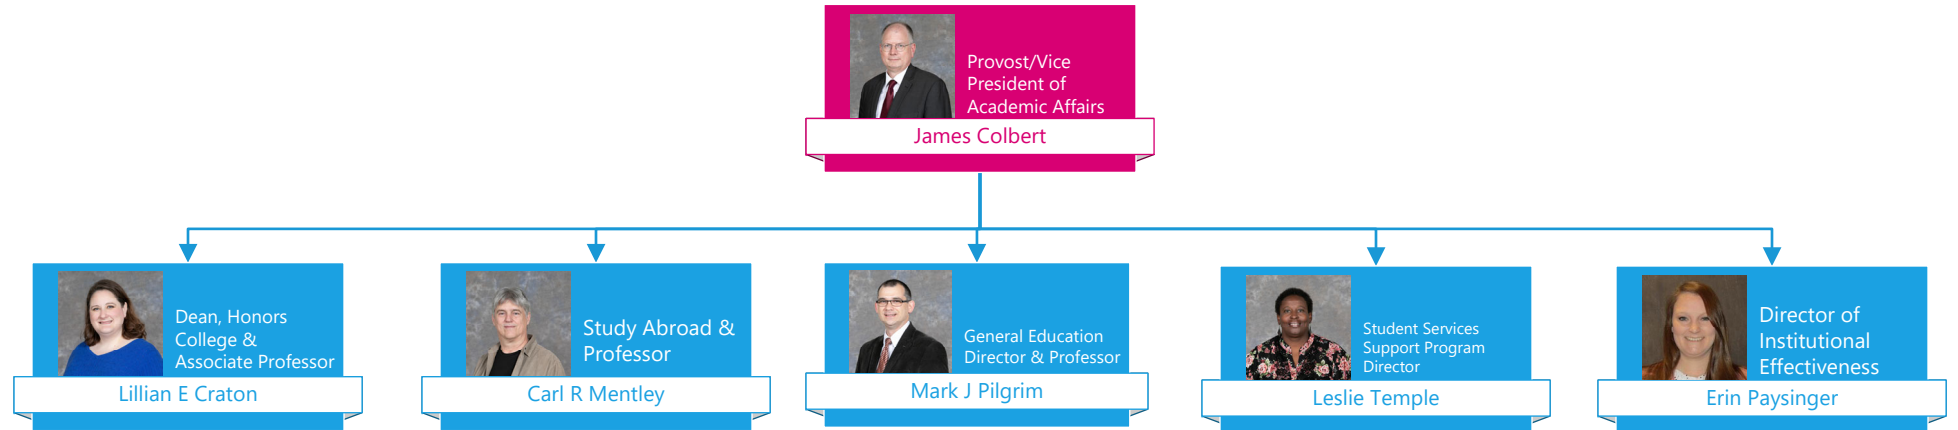 Provost/Vice
President of
Academic Affairs
James Colbert
Dean, Honors
College &
Associate Professor
Lillian E Craton
Study Abroad &
Professor
Carl R Mentley
General Education
Director & Professor
Mark J Pilgrim
Student Services
Support Program
Director
Leslie Temple
Director of
Institutional
Effectiveness
Erin Paysinger